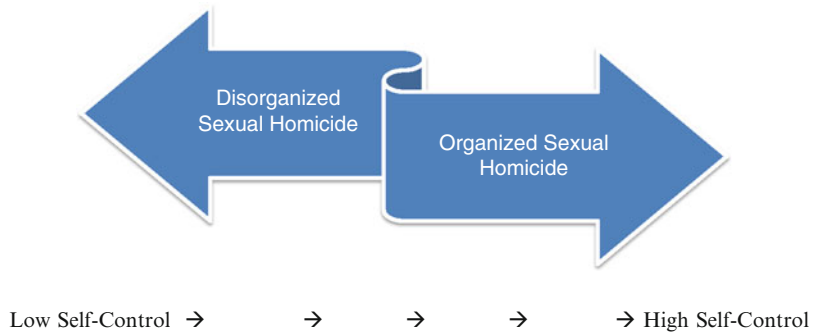 Disorganized
Sexual Homicide
Organized Sexual
Homicide
Low Self-Control → → → → → High Self-Control